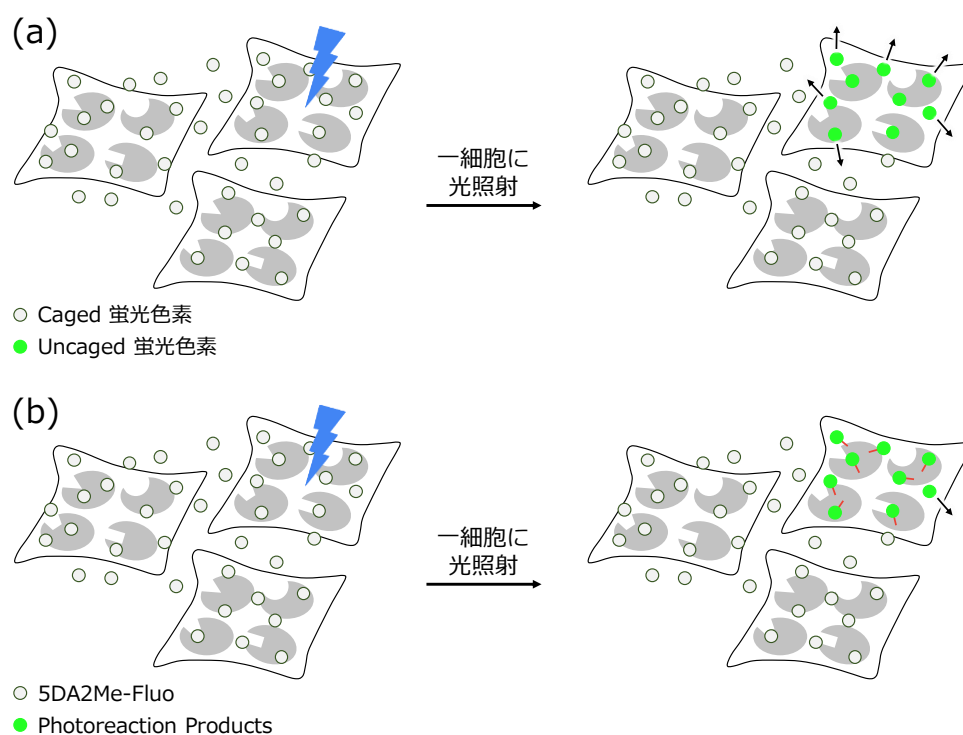 (a)
一細胞に
光照射
Caged 蛍光色素
Uncaged 蛍光色素
(b)
一細胞に
光照射
5DA2Me-Fluo
Photoreaction Products